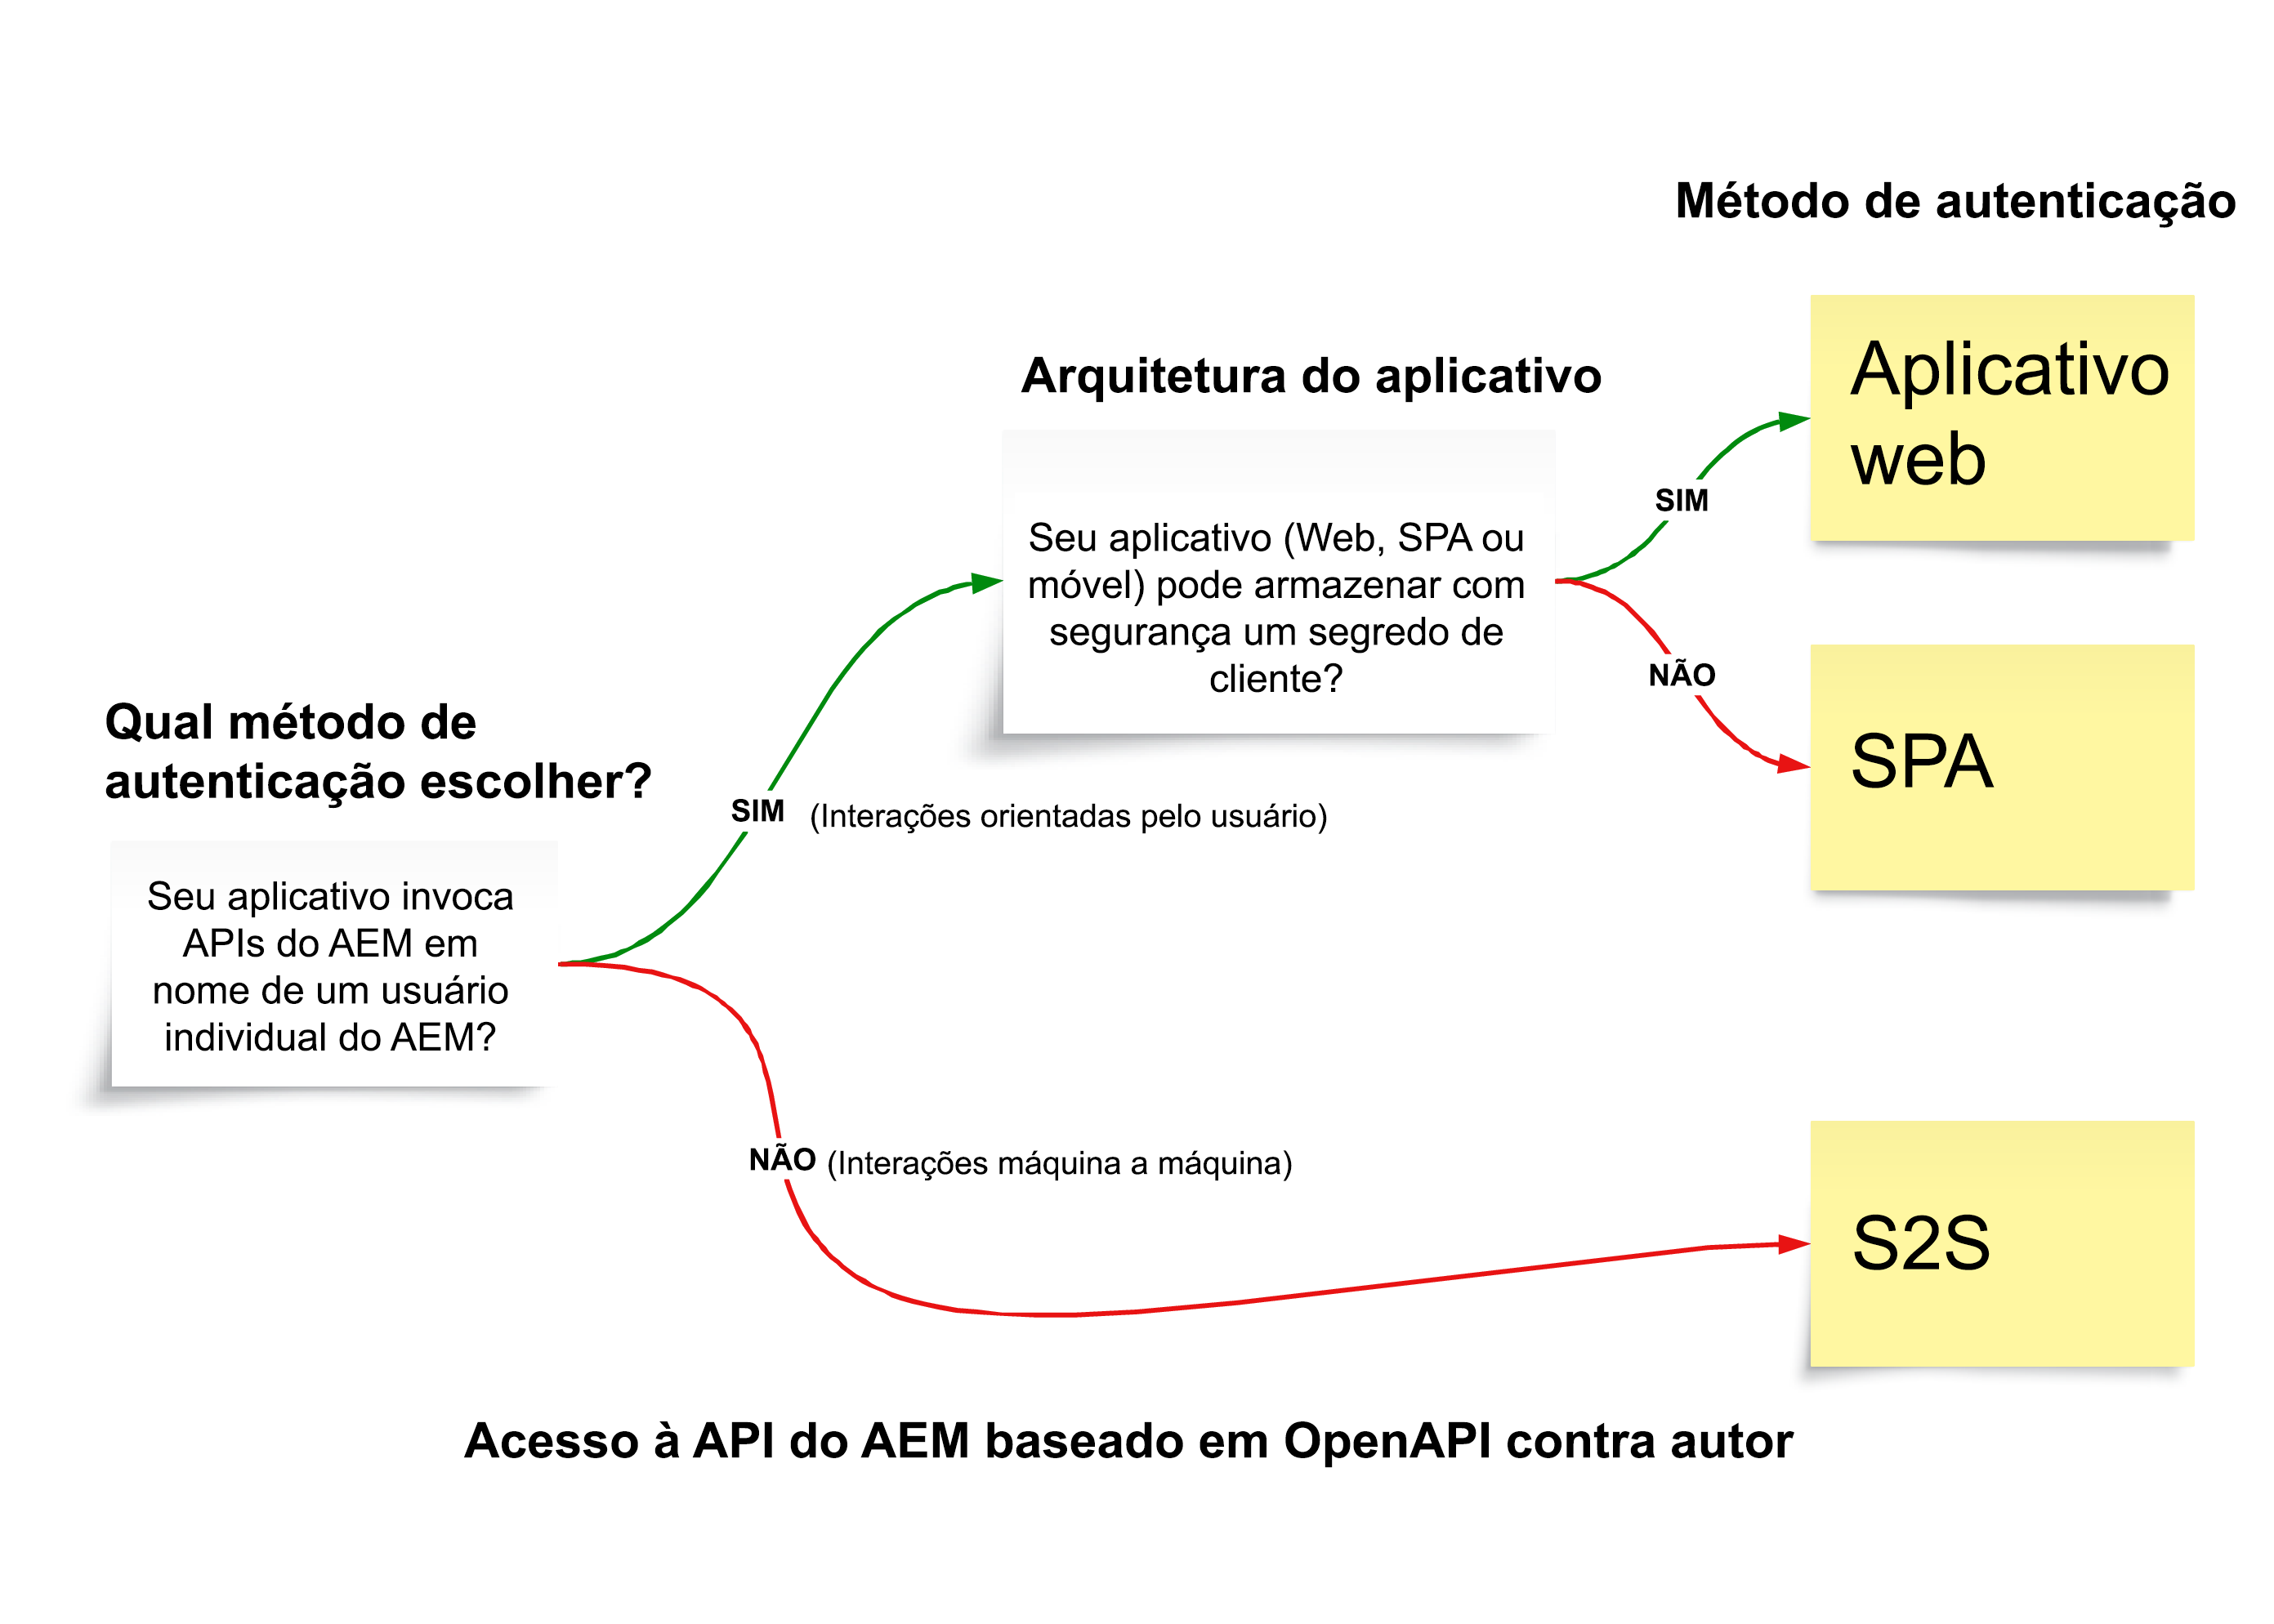 Método de autenticação
Aplicativo
web
Arquitetura do aplicativo
Seu aplicativo (Web, SPA ou
móvel) pode armazenar com
segurança um segredo de
cliente?
SIM
NÃO
SPA
Qual método de
autenticação escolher?
SIM (Interações orientadas pelo usuário)
Seu aplicativo invoca
APIs do AEM em
nome de um usuário
individual do AEM?
NÃO (Interações máquina a máquina)
S2S
Acesso à API do AEM baseado em OpenAPI contra autor